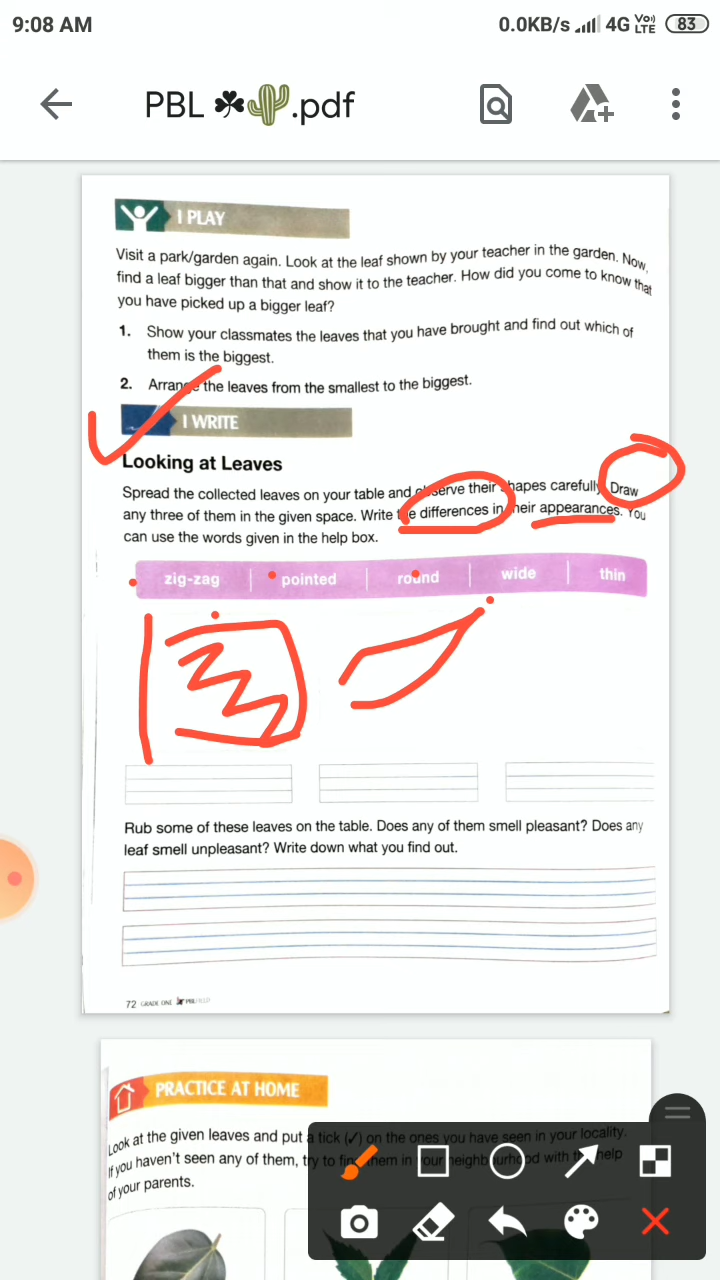 9:08 AM 0.0KB/s 4G Vo) LTE 83
PBL ☘🌵.pdf
I PLAY
Visit a park/garden again. Look at the leaf shown by your teacher in the garden. Now,
find a leaf bigger than that and show it to the teacher. How did you come to know that
you have picked up a bigger leaf?
1. Show your classmates the leaves that you have brought and find out which of
them is the biggest.
2. Arrange the leaves from the smallest to the biggest.
I WRITE
Looking at Leaves
Spread the collected leaves on your table and observe their shapes carefully. Draw
any three of them in the given space. Write the differences in their appearances. You
can use the words given in the help box.
zig-zag pointed round wide thin
Rub some of these leaves on the table. Does any of them smell pleasant? Does any
leaf smell unpleasant? Write down what you find out.
72 GRADE ONE PBL
PRACTICE AT HOME
Look at the given leaves and put a tick (✓) on the ones you have seen in your locality.
If you haven't seen any of them, try to find them in your neighbourhood with the help
of your parents.